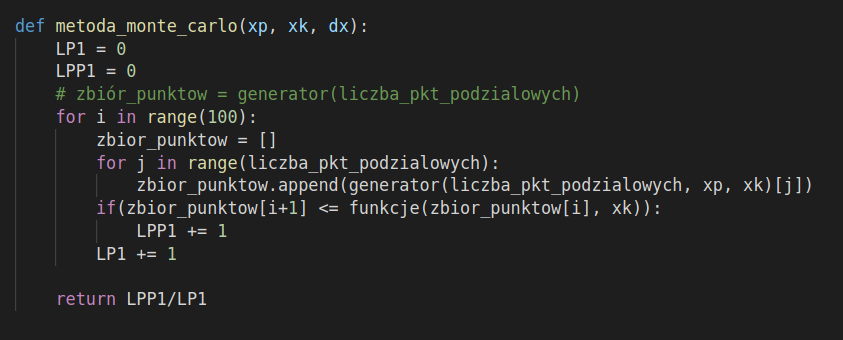 def metoda_monte_carlo(xp, xk, dx):
    LP1 = 0
    LPP1 = 0
    # zbiór_punktow = generator(liczba_pkt_podzialowych)
    for i in range(100):
        zbior_punktow = []
        for j in range(liczba_pkt_podzialowych):
            zbior_punktow.append(generator(liczba_pkt_podzialowych, xp, xk)[j])
        if(zbior_punktow[i+1] <= funkcje(zbior_punktow[i], xk)):
            LPP1 += 1
        LP1 += 1

    return LPP1/LP1